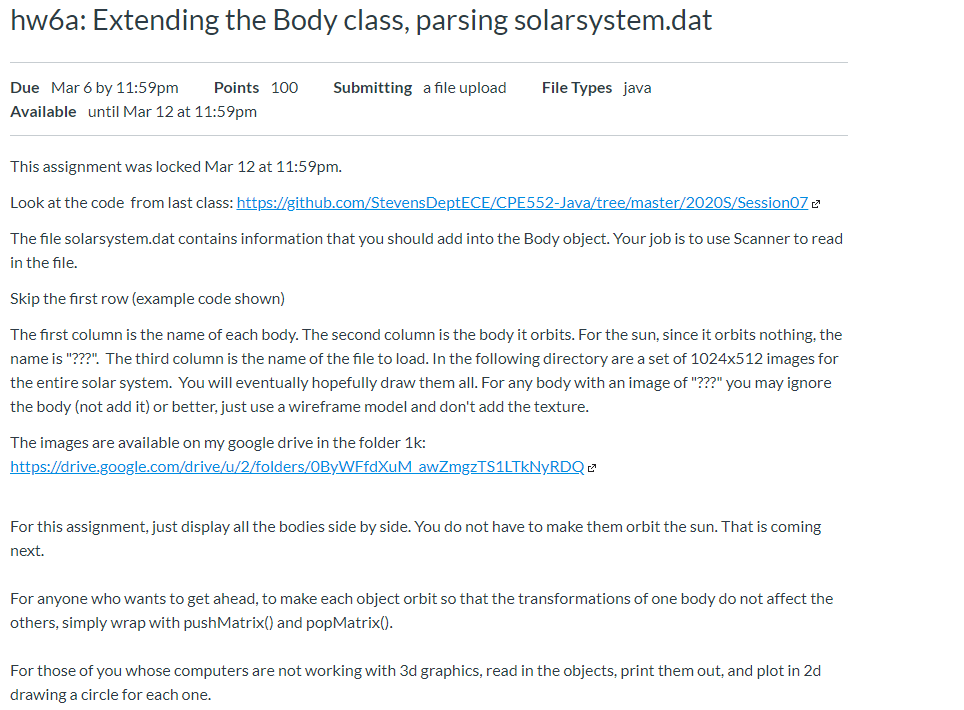 hw6a: Extending the Body class, parsing solarsystem.dat
Due Mar 6 by 11:59pm Points 100 Submitting a file upload File Types java
Available until Mar 12 at 11:59pm
This assignment was locked Mar 12 at 11:59pm.
Look at the code from last class: https://github.com/StevensDeptECE/CPE552-Java/tree/master/2020S/Session07
The file solarsystem.dat contains information that you should add into the Body object. Your job is to use Scanner to read
in the file.
Skip the first row (example code shown)
The first column is the name of each body. The second column is the body it orbits. For the sun, since it orbits nothing, the
name is "???". The third column is the name of the file to load. In the following directory are a set of 1024x512 images for
the entire solar system. You will eventually hopefully draw them all. For any body with an image of "???" you may ignore
the body (not add it) or better, just use a wireframe model and don't add the texture.
The images are available on my google drive in the folder 1k:
https://drive.google.com/drive/u/2/folders/0ByWFfdXuM_awZmgzTS1LTkNyRDQ
For this assignment, just display all the bodies side by side. You do not have to make them orbit the sun. That is coming
next.
For anyone who wants to get ahead, to make each object orbit so that the transformations of one body do not affect the
others, simply wrap with pushMatrix() and popMatrix().
For those of you whose computers are not working with 3d graphics, read in the objects, print them out, and plot in 2d
drawing a circle for each one.